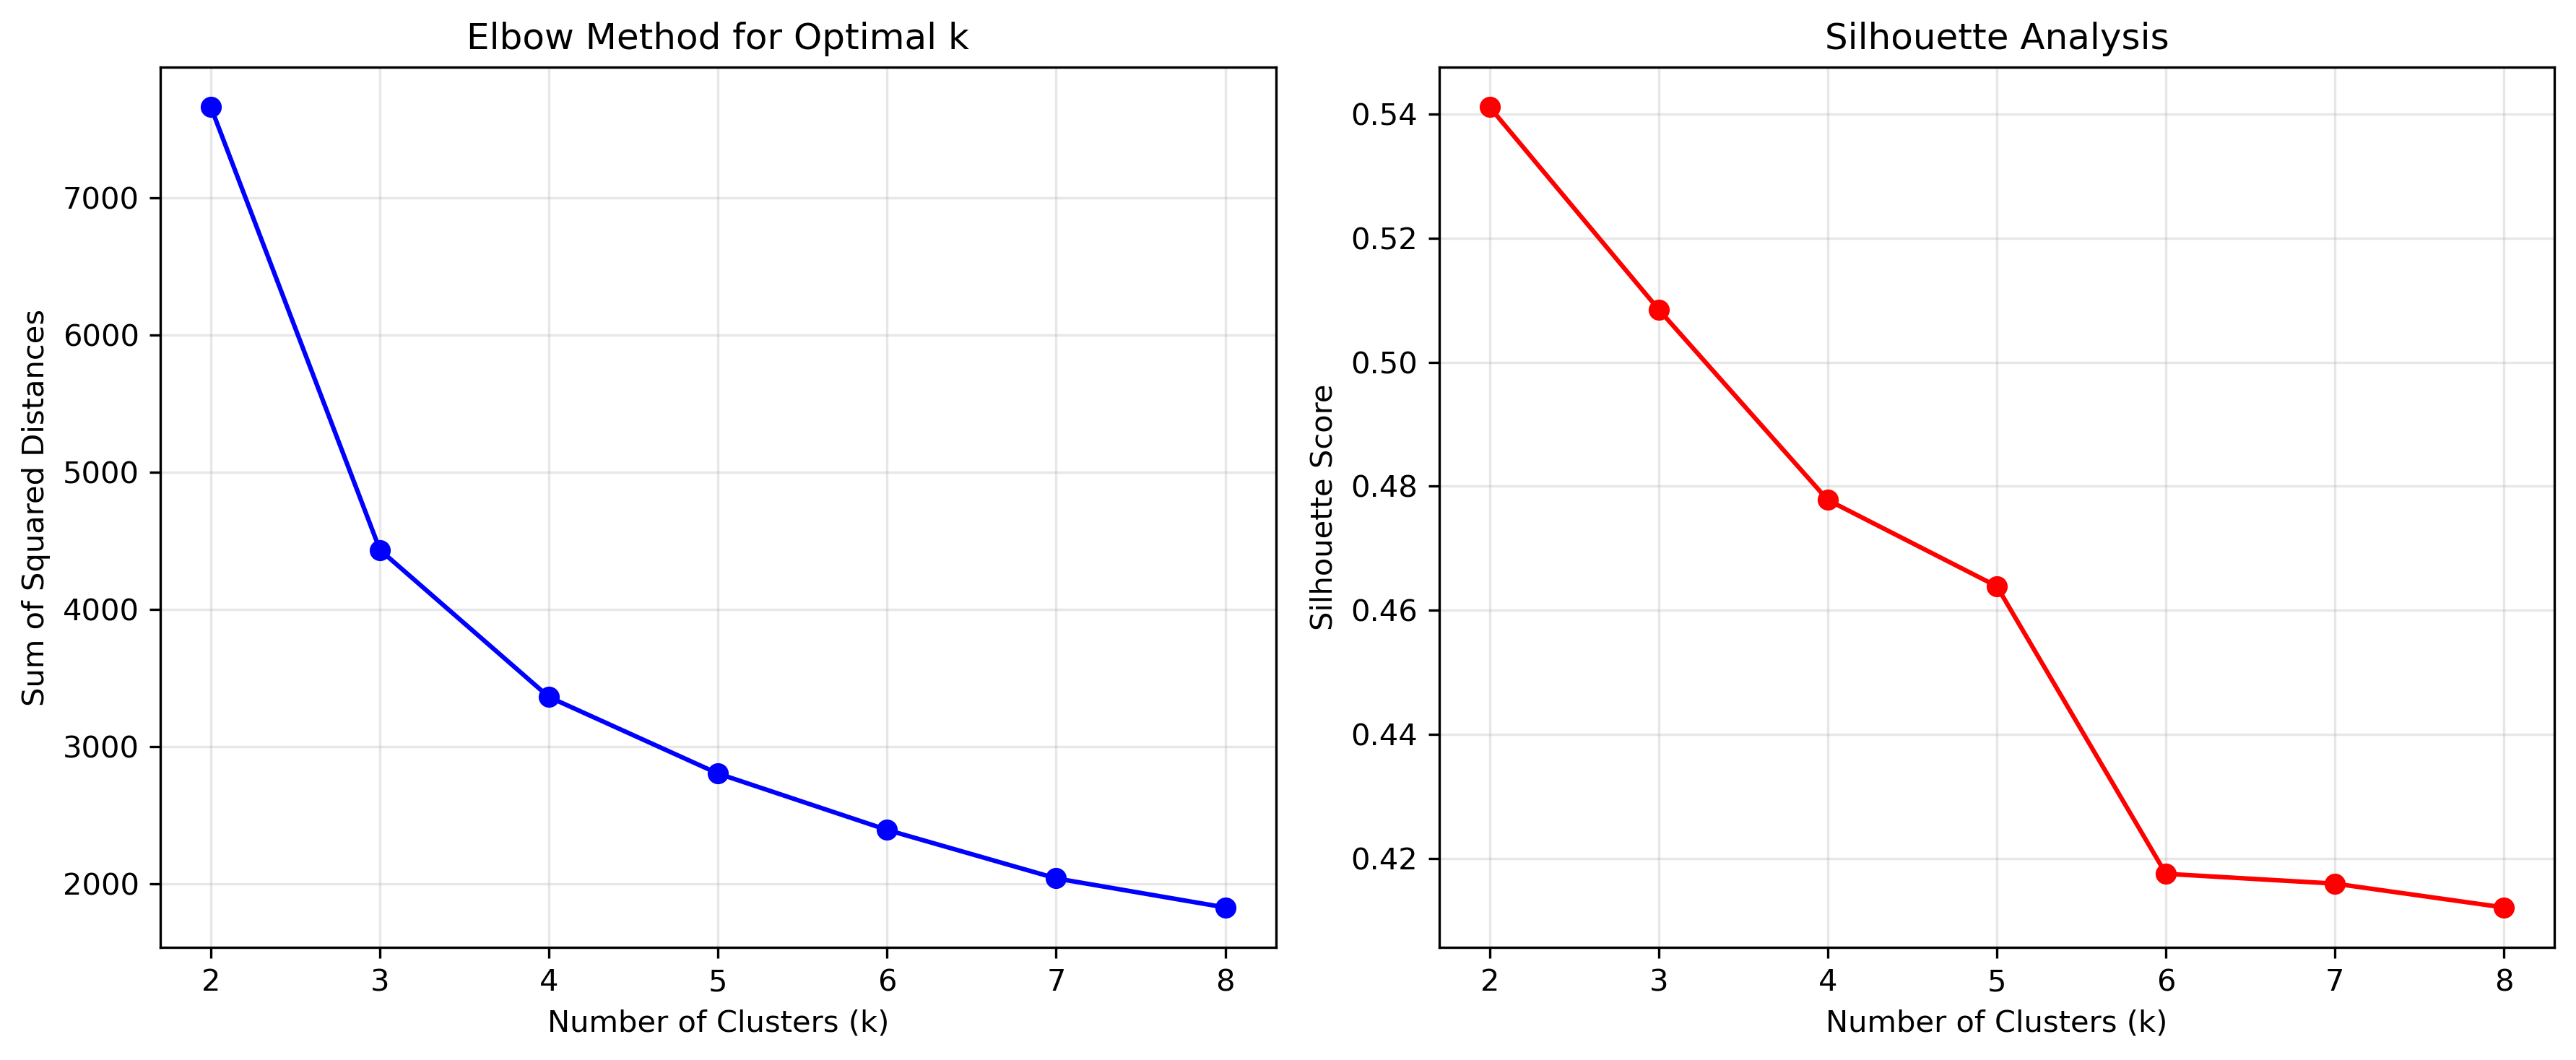 Elbow Method for Optimal k
7000
6000
5000
4000
3000
2000
Sum of Squared Distances
2 3 4 5 6 7 8
Number of Clusters (k)
Silhouette Analysis
0.54
0.52
0.50
0.48
0.46
0.44
0.42
Silhouette Score
2 3 4 5 6 7 8
Number of Clusters (k)